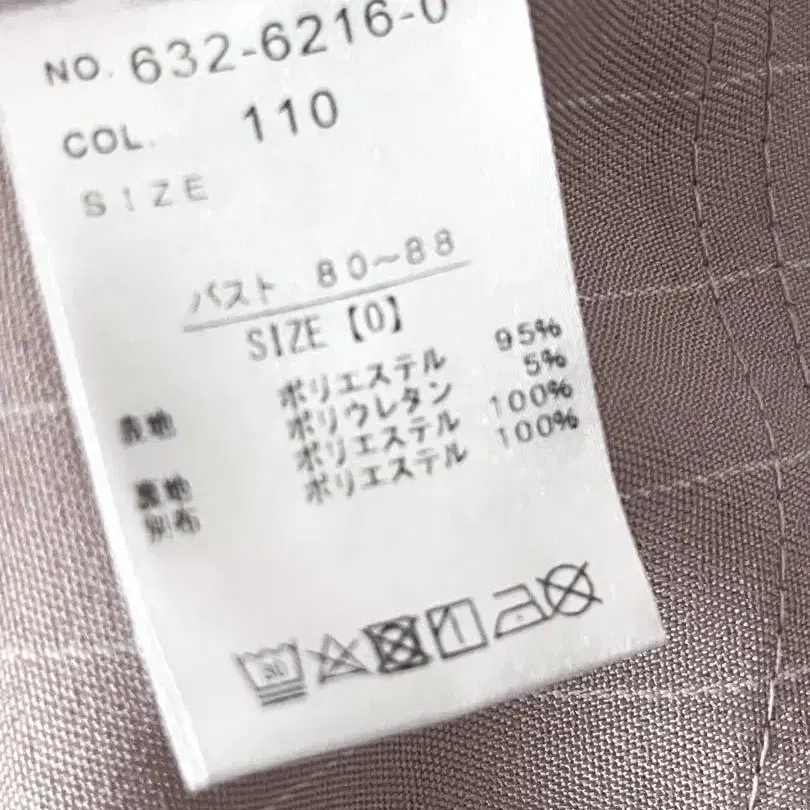 NO. 632-6216-0
COL. 110
SIZE
バスト 80~88
SIZE【0】
表地 ポリエステル 95%
ポリウレタン 5%
裏地 ポリエステル 100%
別布 ポリエステル 100%
30